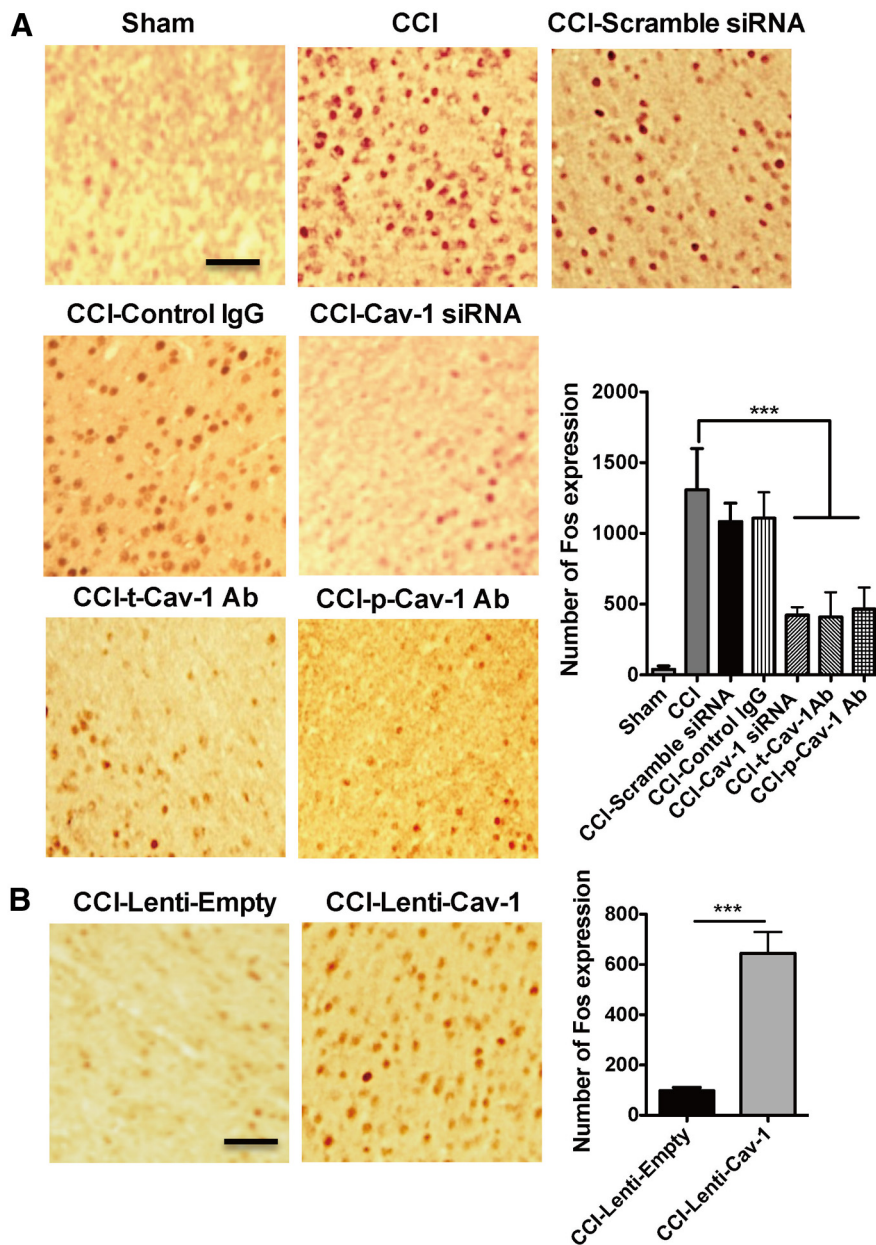 A
Sham
CCI
CCI-Scramble siRNA
CCI-Control IgG
CCI-Cav-1 siRNA
CCI-t-Cav-1 Ab
CCI-p-Cav-1 Ab
Number of Fos expression
2000
1500
1000
500
0
***
Sham
CCI
CCI-Scramble siRNA
CCI-Control IgG
CCI-Cav-1 siRNA
CCI-t-Cav-1Ab
CCI-p-Cav-1 Ab
B
CCI-Lenti-Empty
CCI-Lenti-Cav-1
Number of Fos expression
800
600
400
200
0
***
CCI-Lenti-Empty
CCI-Lenti-Cav-1